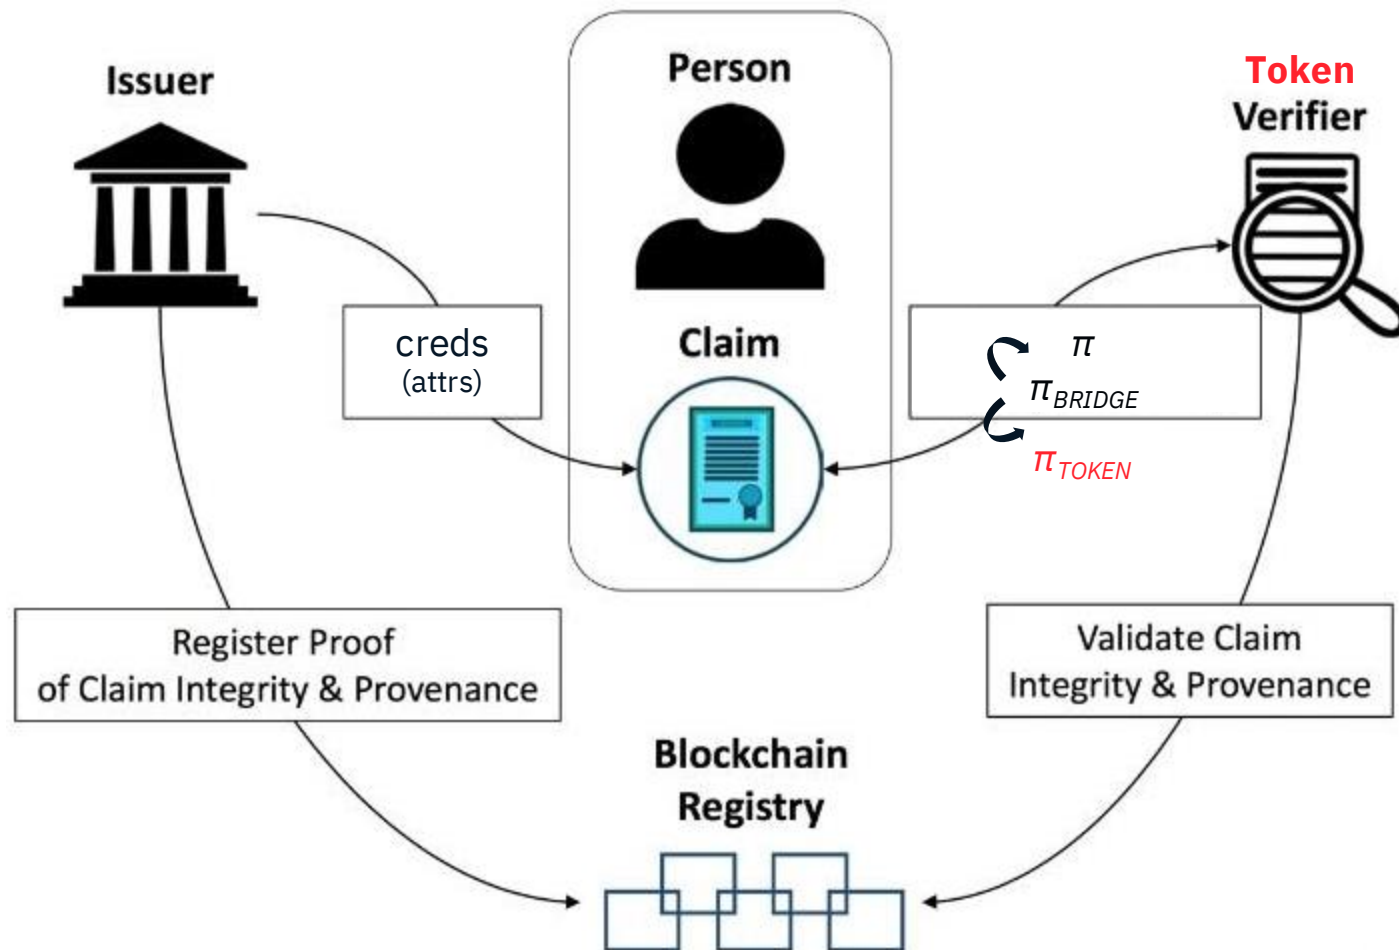 Issuer
Person
Token
Verifier
creds
(attrs)
Claim
π
π_BRIDGE
π_TOKEN
Register Proof
of Claim Integrity & Provenance
Validate Claim
Integrity & Provenance
Blockchain
Registry